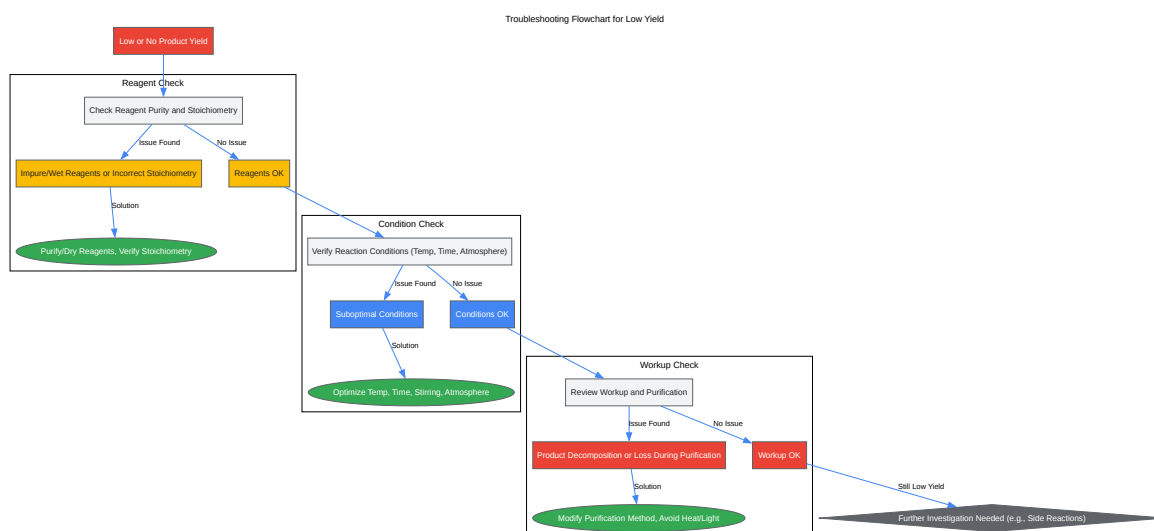 Troubleshooting Flowchart for Low Yield
Low or No Product Yield
Reagent Check
Check Reagent Purity and Stoichiometry
Issue Found
No Issue
Impure/Wet Reagents or Incorrect Stoichiometry
Reagents OK
Solution
Purify/Dry Reagents, Verify Stoichiometry
Condition Check
Verify Reaction Conditions (Temp, Time, Atmosphere)
Issue Found
No Issue
Suboptimal Conditions
Conditions OK
Solution
Optimize Temp, Time, Stirring, Atmosphere
Workup Check
Review Workup and Purification
Issue Found
No Issue
Product Decomposition or Loss During Purification
Workup OK
Solution
Still Low Yield
Modify Purification Method, Avoid Heat/Light
Further Investigation Needed (e.g., Side Reactions)